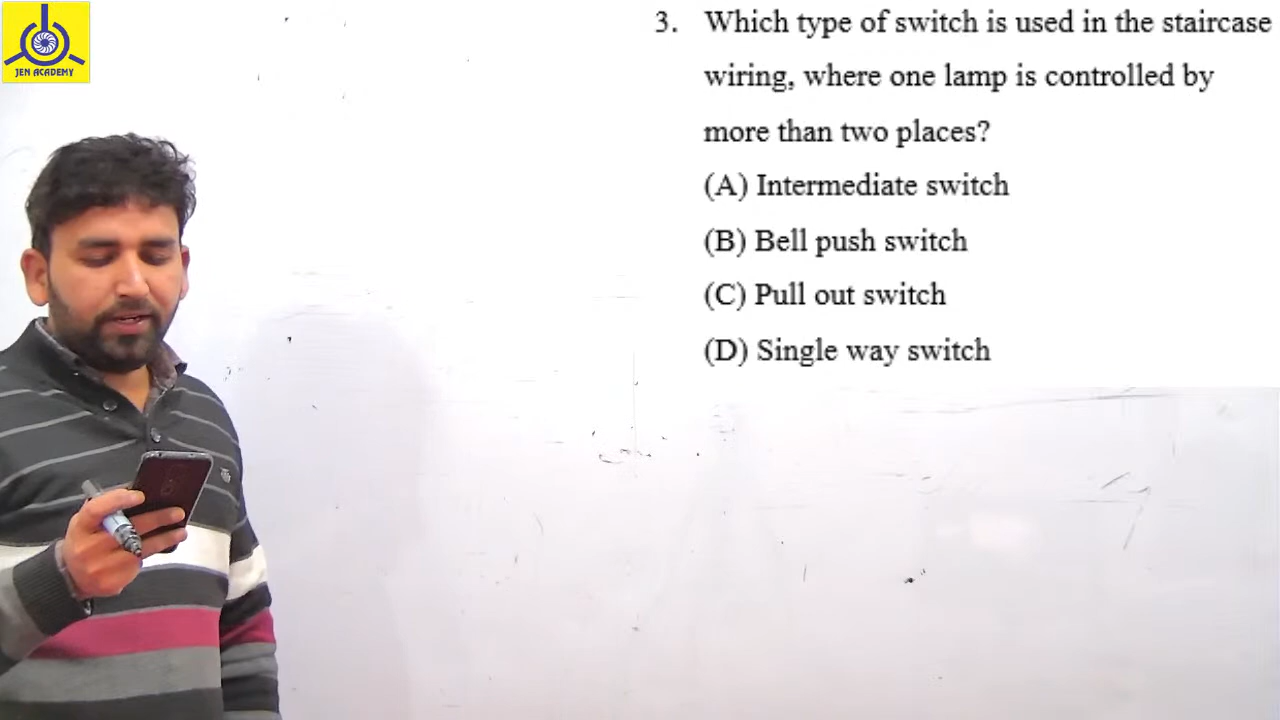 JEN ACADEMY
3. Which type of switch is used in the staircase
wiring, where one lamp is controlled by
more than two places?
(A) Intermediate switch
(B) Bell push switch
(C) Pull out switch
(D) Single way switch